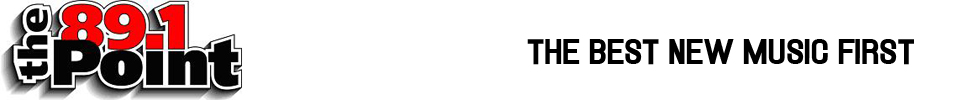 the 89.1
Point
THE BEST NEW MUSIC FIRST